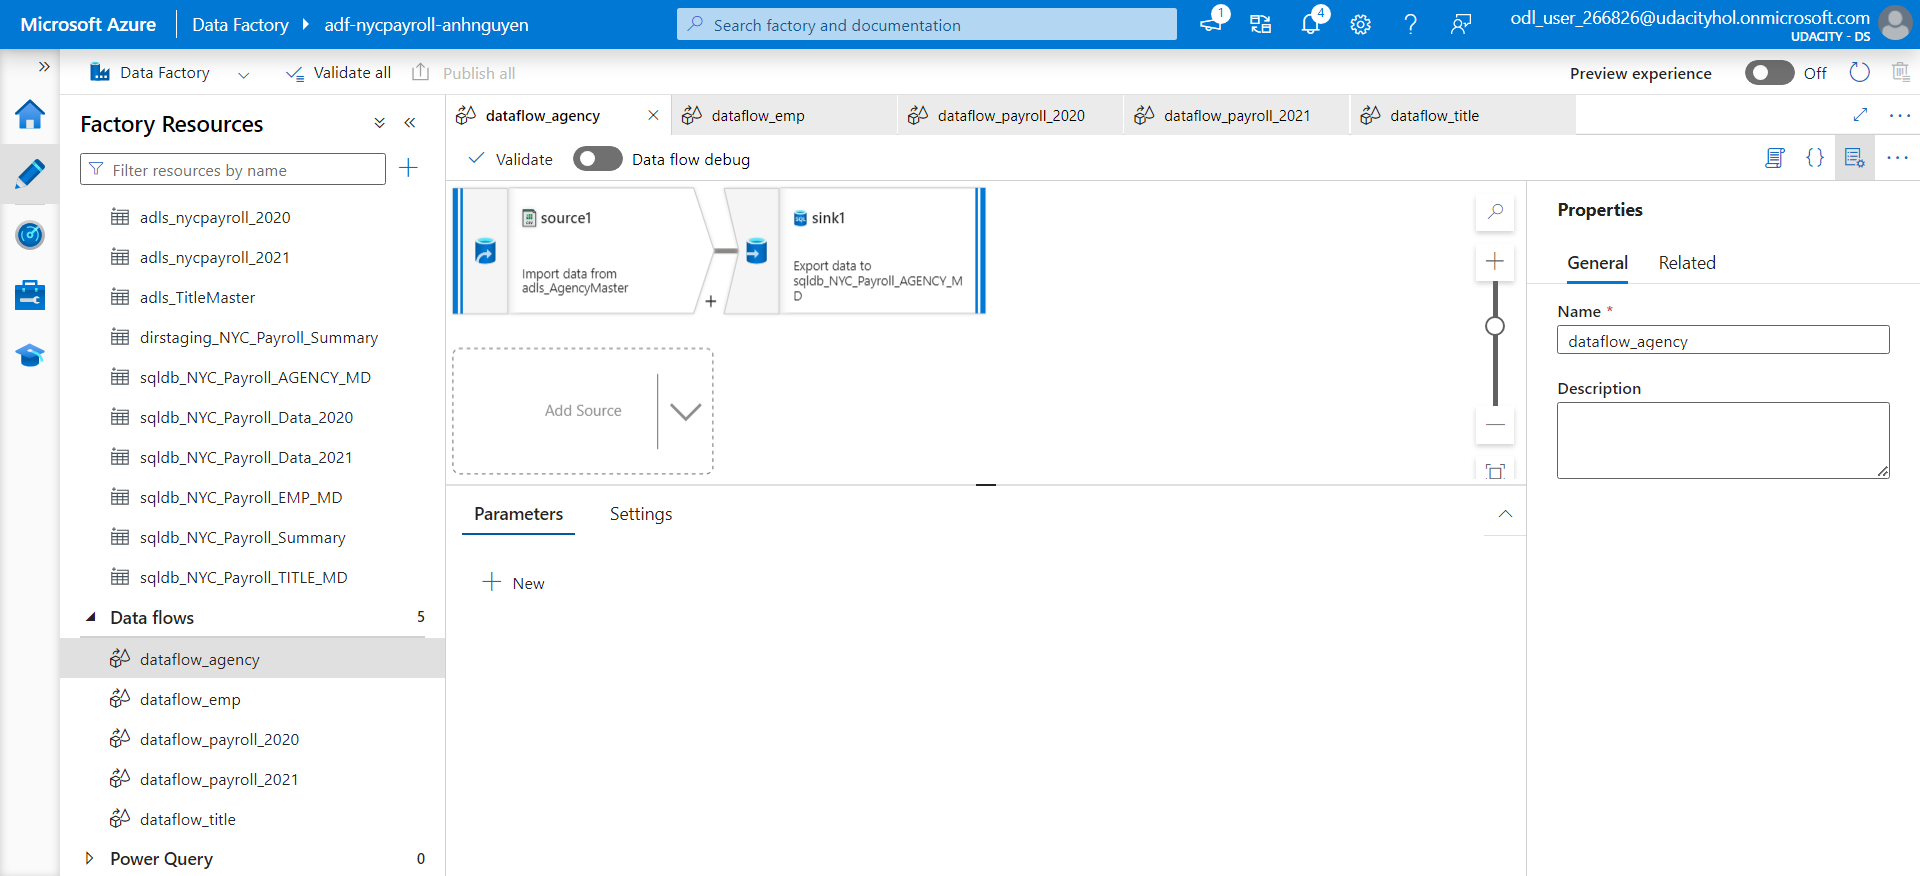 Microsoft Azure
Data Factory
adf-nycpayroll-anhnguyen
Search factory and documentation
1
4
odl_user_266826@udacityhol.onmicrosoft.com
UDACITY - DS
Data Factory
Validate all
Publish all
Preview experience
Off
Factory Resources
Filter resources by name
adls_nycpayroll_2020
adls_nycpayroll_2021
adls_TitleMaster
dirstaging_NYC_Payroll_Summary
sqldb_NYC_Payroll_AGENCY_MD
sqldb_NYC_Payroll_Data_2020
sqldb_NYC_Payroll_Data_2021
sqldb_NYC_Payroll_EMP_MD
sqldb_NYC_Payroll_Summary
sqldb_NYC_Payroll_TITLE_MD
Data flows 5
dataflow_agency
dataflow_emp
dataflow_payroll_2020
dataflow_payroll_2021
dataflow_title
Power Query 0
dataflow_agency
dataflow_emp
dataflow_payroll_2020
dataflow_payroll_2021
dataflow_title
Validate
Data flow debug
source1
Import data from
adls_AgencyMaster
+
SQL
sink1
Export data to
sqldb_NYC_Payroll_AGENCY_M
D
Add Source
Parameters
Settings
New
Properties
General
Related
Name *
dataflow_agency
Description